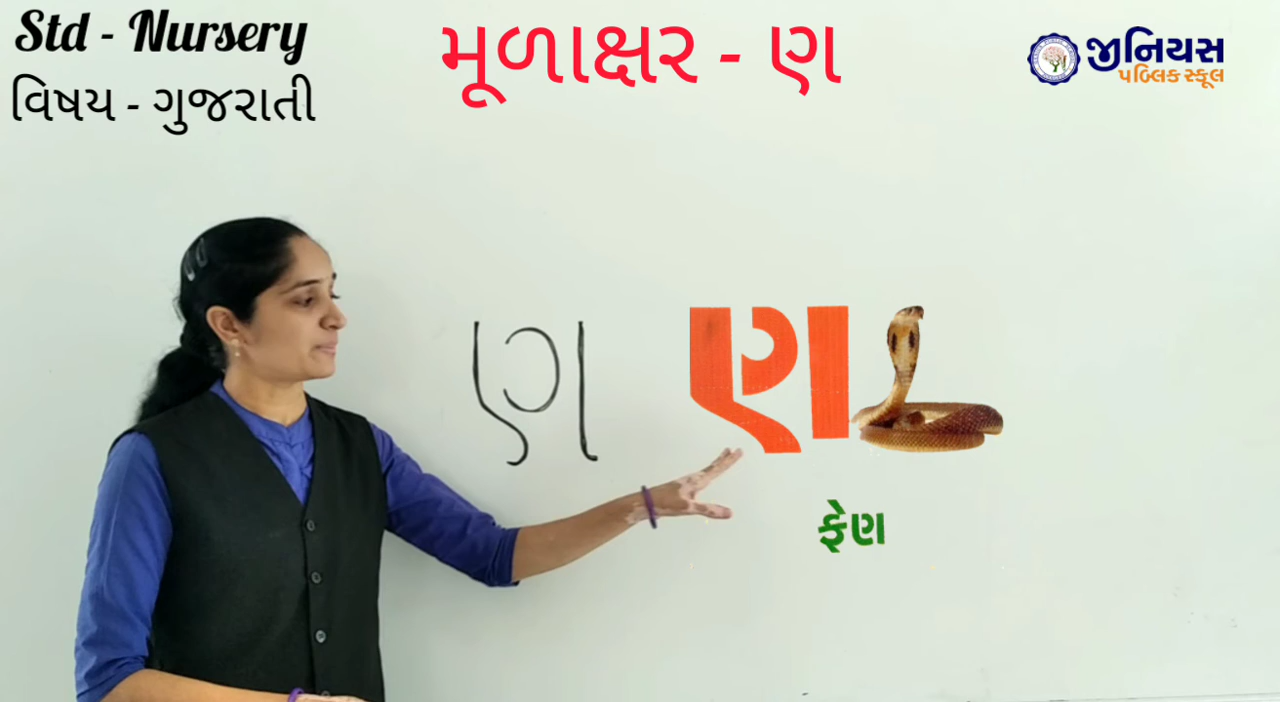 Std - Nursery
વિષય - ગુજરાતી
મૂળાક્ષર - ણ
જીનિયસ
પબ્લિક સ્કૂલ
ણ
ણ
ફેણ